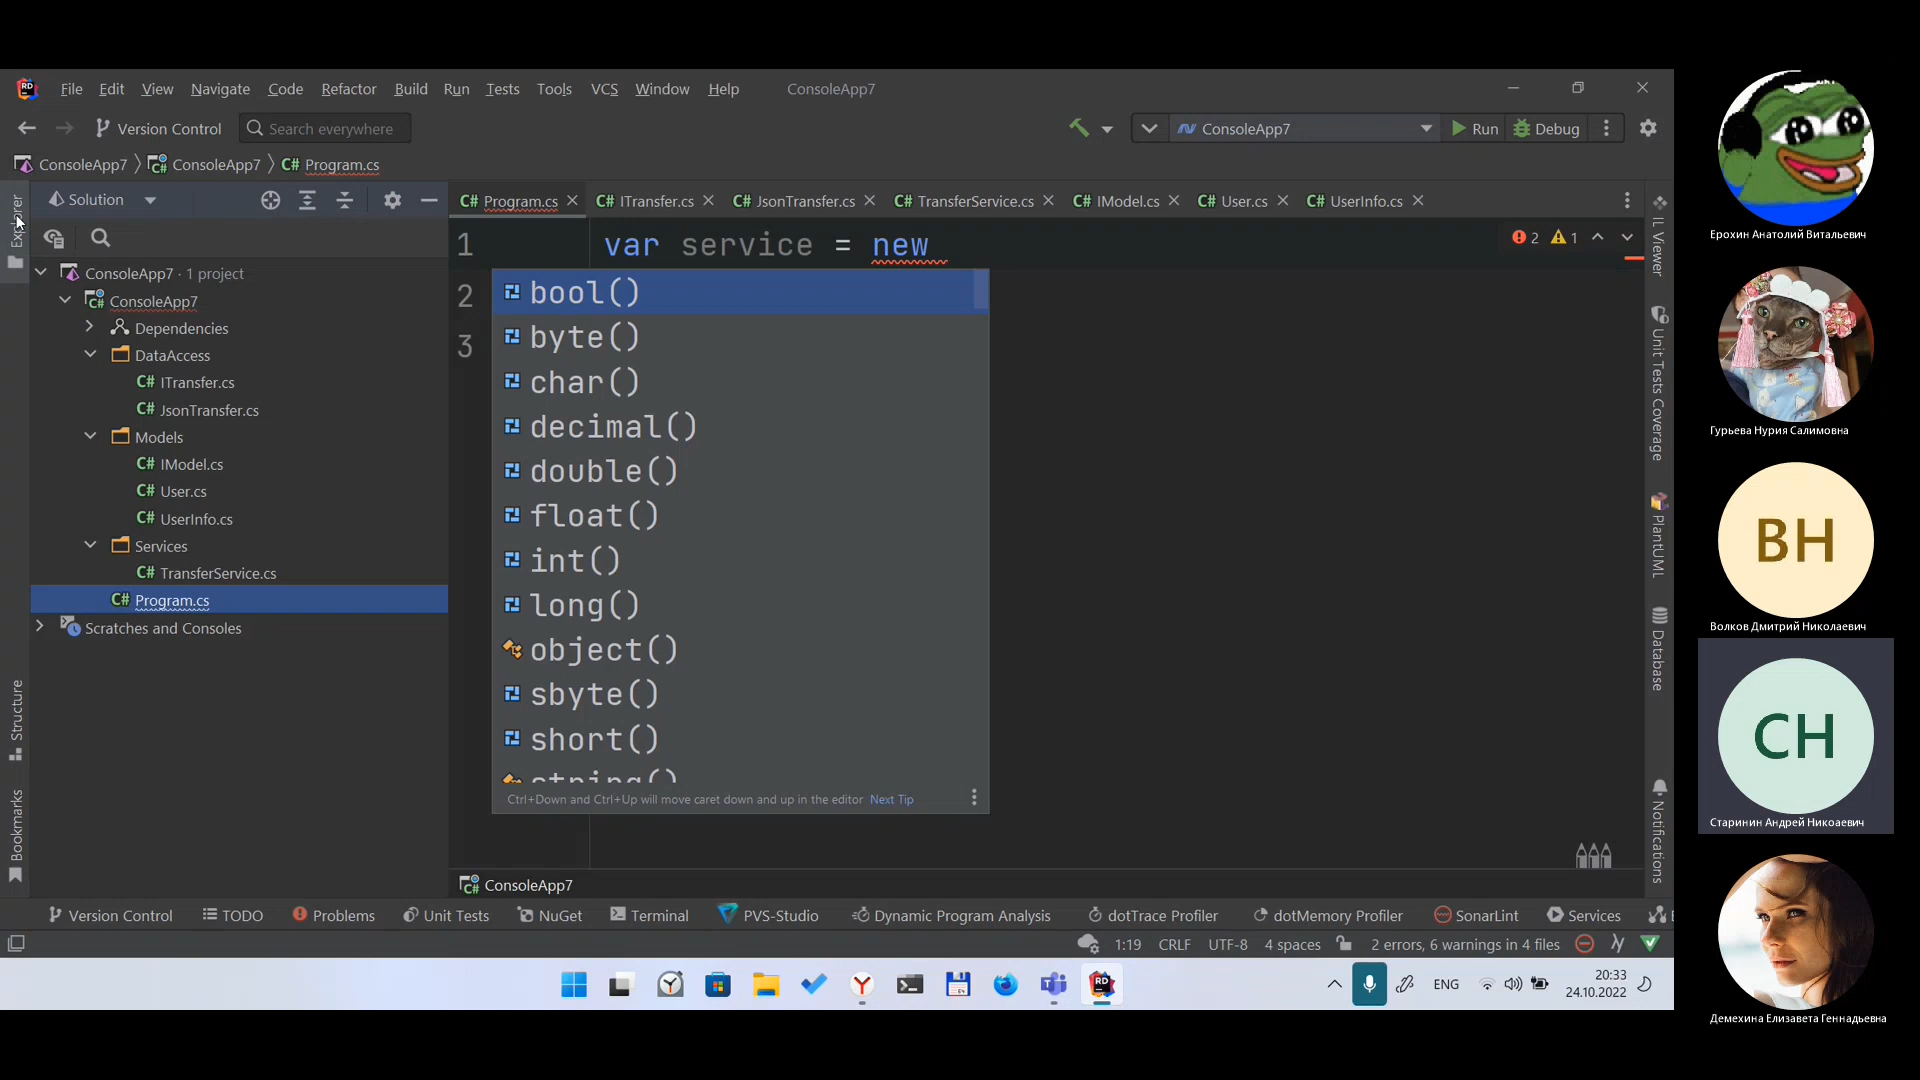 File Edit View Navigate Code Refactor Build Run Tests Tools VCS Window Help ConsoleApp7
Version Control Search everywhere ConsoleApp7 Run Debug
ConsoleApp7 ConsoleApp7 C# Program.cs
Solution
C# Program.cs C# ITransfer.cs C# JsonTransfer.cs C# TransferService.cs C# IModel.cs C# User.cs C# UserInfo.cs
Explorer
Structure
Bookmarks
ConsoleApp7 · 1 project
ConsoleApp7
Dependencies
DataAccess
C# ITransfer.cs
C# JsonTransfer.cs
Models
C# IModel.cs
C# User.cs
C# UserInfo.cs
Services
C# TransferService.cs
C# Program.cs
Scratches and Consoles
1 var service = new
2 1
2
3
bool()
byte()
char()
decimal()
double()
float()
int()
long()
object()
sbyte()
short()
string()
Ctrl+Down and Ctrl+Up will move caret down and up in the editor Next Tip
IL Viewer
Unit Tests Coverage
PlantUML
Database
Notifications
C# ConsoleApp7
Version Control TODO Problems Unit Tests NuGet Terminal PVS-Studio Dynamic Program Analysis dotTrace Profiler dotMemory Profiler SonarLint Services
1:19 CRLF UTF-8 4 spaces 2 errors, 6 warnings in 4 files
ENG 20:33
24.10.2022
Ерохин Анатолий Витальевич
Гурьева Нурия Салимовна
ВН
Волков Дмитрий Николаевич
СН
Старинин Андрей Никоаевич
Демехина Елизавета Геннадьевна